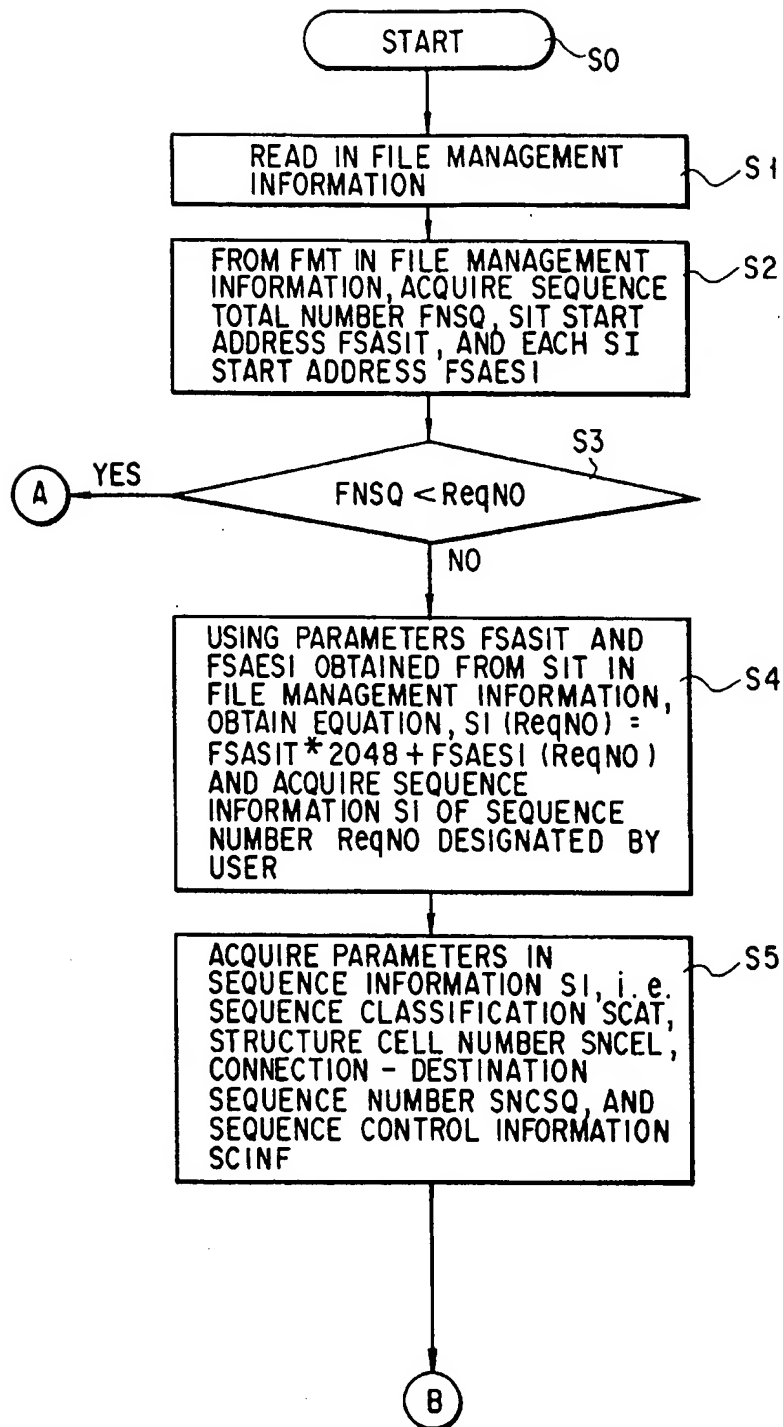 START
S0
READ IN FILE MANAGEMENT
INFORMATION
S1
FROM FMT IN FILE MANAGEMENT
INFORMATION, ACQUIRE SEQUENCE
TOTAL NUMBER FNSQ, SIT START
ADDRESS FSASIT, AND EACH SI
START ADDRESS FSAESI
S2
S3
FNSQ < ReqNO
YES
A
NO
USING PARAMETERS FSASIT AND
FSAESI OBTAINED FROM SIT IN
FILE MANAGEMENT INFORMATION,
OBTAIN EQUATION, SI (ReqNO) =
FSASIT * 2048 + FSAESI (ReqNO)
AND ACQUIRE SEQUENCE
INFORMATION SI OF SEQUENCE
NUMBER ReqNO DESIGNATED BY
USER
S4
ACQUIRE PARAMETERS IN
SEQUENCE INFORMATION SI, i.e.
SEQUENCE CLASSIFICATION SCAT,
STRUCTURE CELL NUMBER SNCEL,
CONNECTION - DESTINATION
SEQUENCE NUMBER SNCSQ, AND
SEQUENCE CONTROL INFORMATION
SCINF
S5
B